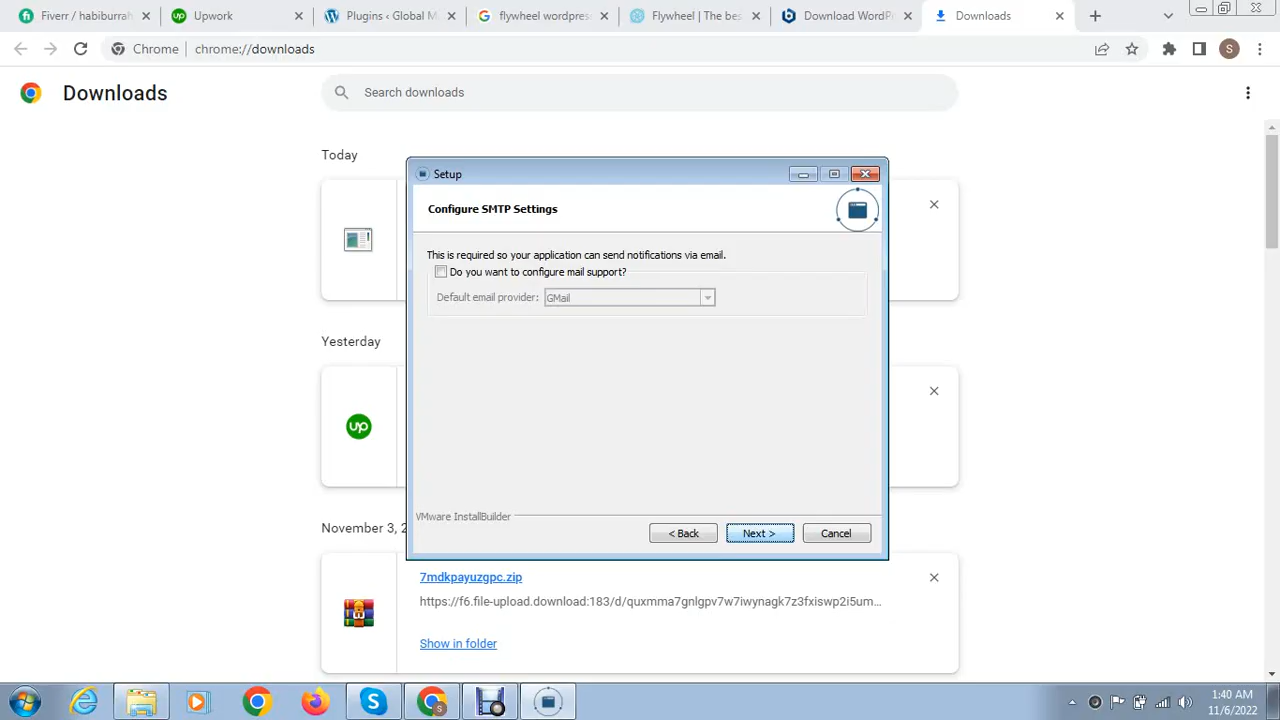 Fiverr / habiburrah
Upwork
Plugins ‹ Global M
flywheel wordpres
Flywheel | The bes
Download WordP
Downloads
Chrome
chrome://downloads
S
Downloads
Search downloads
Today
Setup
Configure SMTP Settings
This is required so your application can send notifications via email.
Do you want to configure mail support?
Default email provider:
GMail
Yesterday
up
VMware InstallBuilder
November 3, 2
< Back
Next >
Cancel
7mdkpayuzgpc.zip
https://f6.file-upload.download:183/d/quxmma7gnlgpv7w7iwynagk7z3fxiswp2i5um…
Show in folder
1:40 AM
11/6/2022